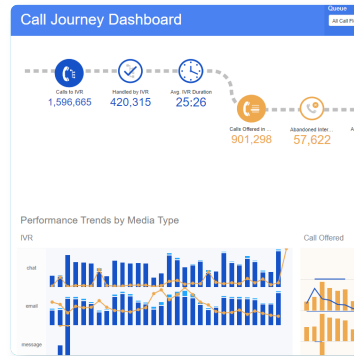 Queue
Call Journey Dashboard
All Call Fl
Calls to IVR
Handled by IVR
Avg. IVR Duration
1,596,665
420,315
25:26
Calls Offered in ...
Abandoned Inter...
A
901,298
57,622
Performance Trends by Media Type
IVR
Call Offered
chat
email
message